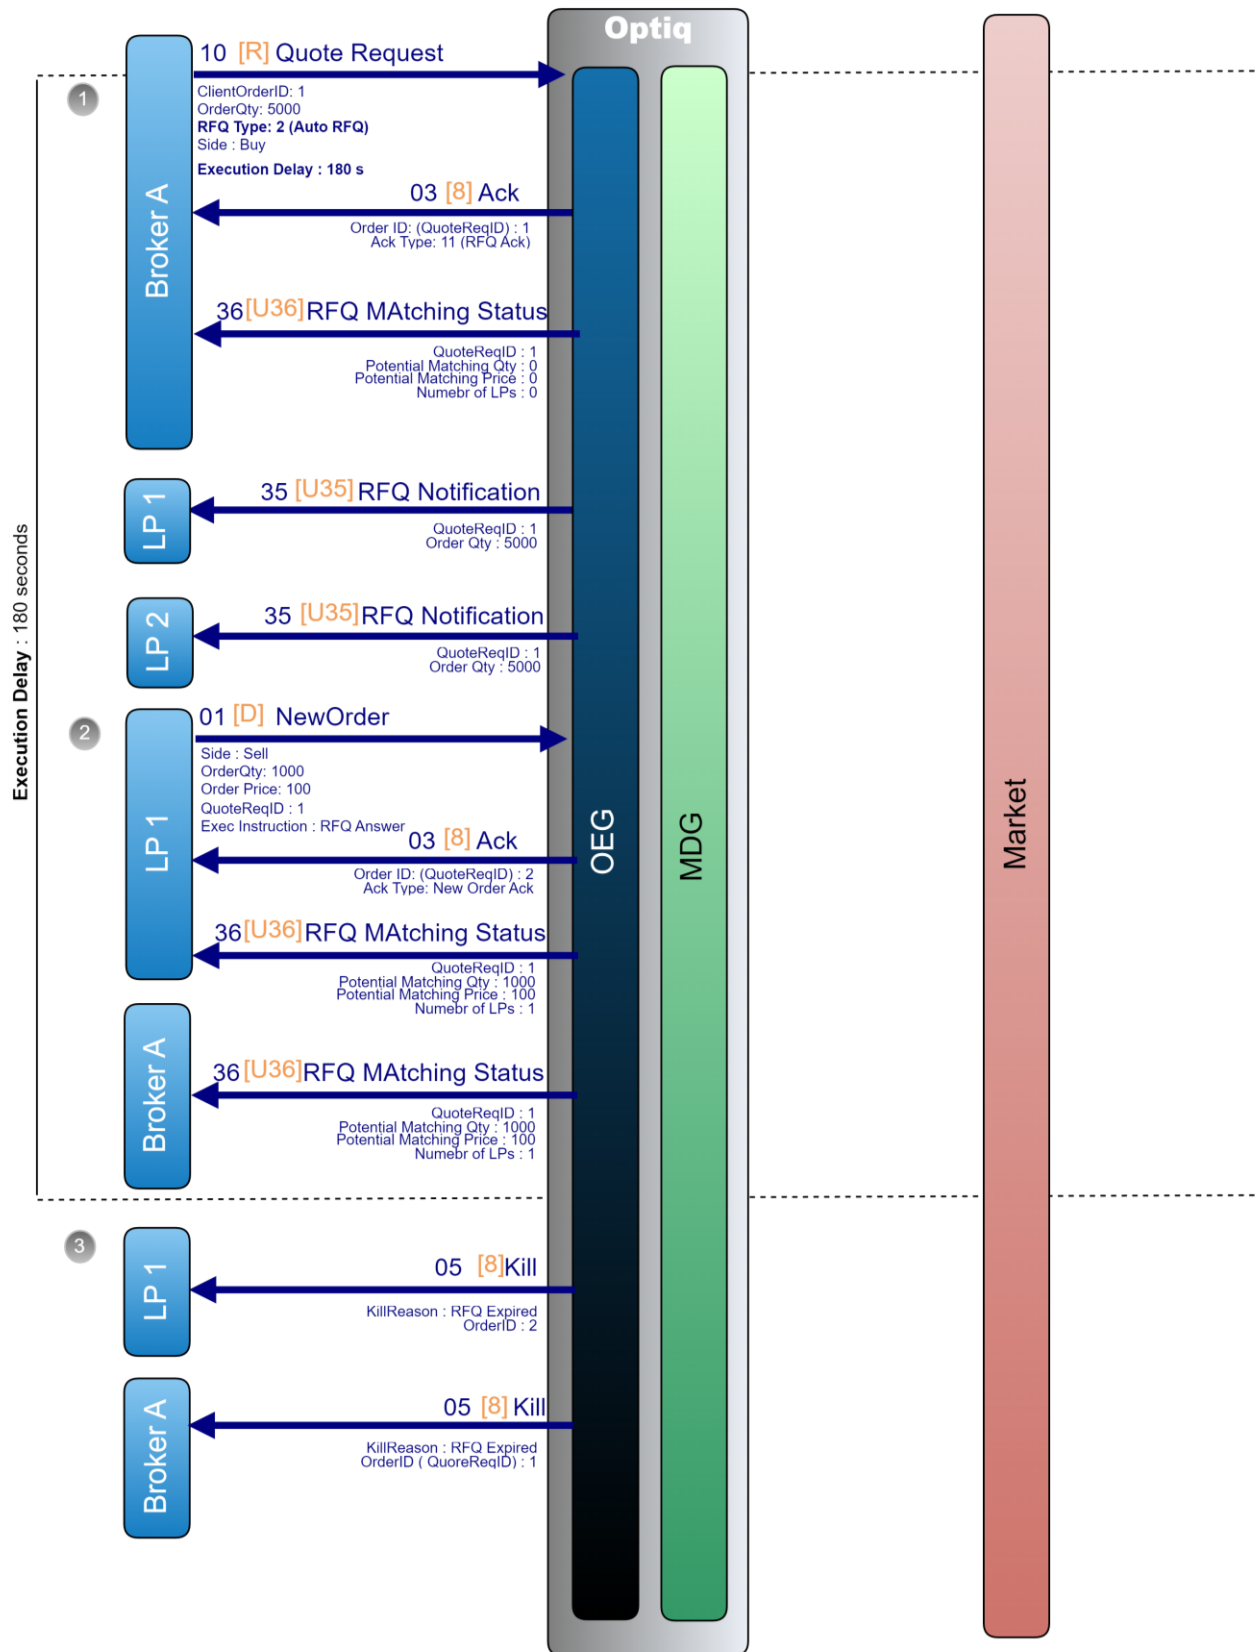 Optiq
10 [R] Quote Request
1
ClientOrderID: 1
OrderQty: 5000
RFQ Type: 2 (Auto RFQ)
Side : Buy
Execution Delay : 180 s
Broker A
03 [8] Ack
Order ID: (QuoteReqID) : 1
Ack Type: 11 (RFQ Ack)
36[U36]RFQ MAtching Status
QuoteReqID : 1
Potential Matching Qty : 0
Potential Matching Price : 0
Numebr of LPs : 0
LP 1
35 [U35] RFQ Notification
QuoteReqID : 1
Order Qty : 5000
Execution Delay : 180 seconds
LP 2
35 [U35]RFQ Notification
QuoteReqID : 1
Order Qty : 5000
2
01 [D] NewOrder
Side : Sell
OrderQty: 1000
Order Price: 100
QuoteReqID : 1
Exec Instruction : RFQ Answer
LP 1
03 [8] Ack
Order ID: (QuoteReqID) : 2
Ack Type: New Order Ack
OEG
MDG
Market
36[U36]RFQ MAtching Status
QuoteReqID : 1
Potential Matching Qty : 1000
Potential Matching Price : 100
Numebr of LPs : 1
Broker A
36[U36]RFQ MAtching Status
QuoteReqID : 1
Potential Matching Qty : 1000
Potential Matching Price : 100
Numebr of LPs : 1
3
LP 1
05 [8]Kill
KillReason : RFQ Expired
OrderID : 2
Broker A
05 [8] Kill
KillReason : RFQ Expired
OrderID ( QuoreReqID) : 1